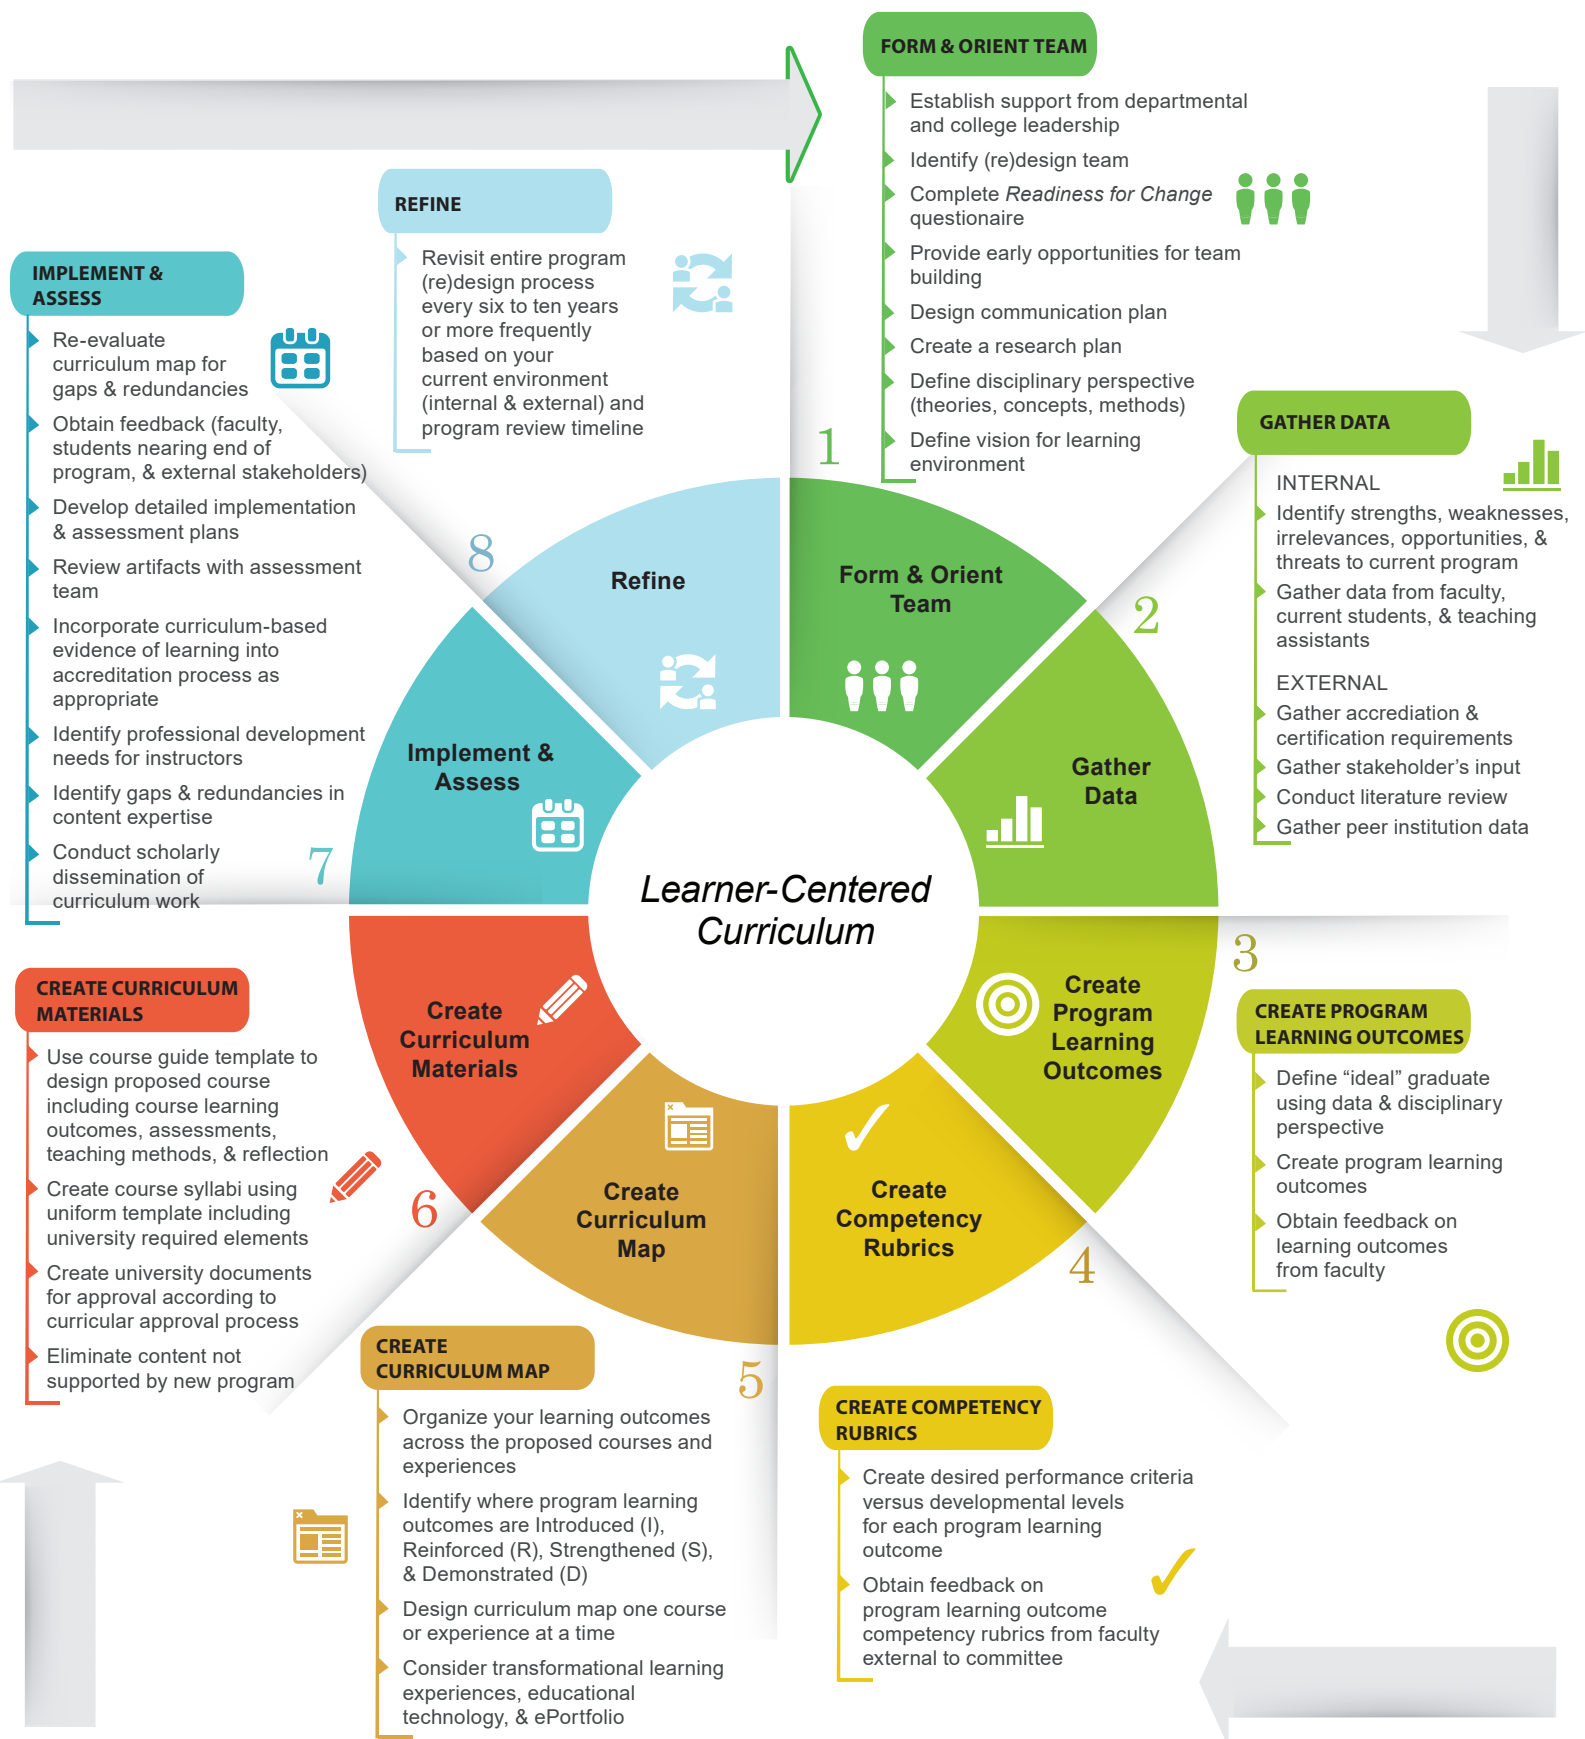 FORM & ORIENT TEAM
Establish support from departmental
and college leadership
Identify (re)design team
Complete Readiness for Change
questionaire
Provide early opportunities for team
building
Design communication plan
Create a research plan
Define disciplinary perspective
(theories, concepts, methods)
Define vision for learning
environment
1
GATHER DATA
INTERNAL
Identify strengths, weaknesses,
irrelevances, opportunities, &
threats to current program
Gather data from faculty,
current students, & teaching
assistants
EXTERNAL
Gather accrediation &
certification requirements
Gather stakeholder’s input
Conduct literature review
Gather peer institution data
2
3
CREATE PROGRAM
LEARNING OUTCOMES
Define “ideal” graduate
using data & disciplinary
perspective
Create program learning
outcomes
Obtain feedback on
learning outcomes
from faculty
4
CREATE COMPETENCY
RUBRICS
Create desired performance criteria
versus developmental levels
for each program learning
outcome
Obtain feedback on
program learning outcome
competency rubrics from faculty
external to committee
5
CREATE
CURRICULUM MAP
Organize your learning outcomes
across the proposed courses and
experiences
Identify where program learning
outcomes are Introduced (I),
Reinforced (R), Strengthened (S),
& Demonstrated (D)
Design curriculum map one course
or experience at a time
Consider transformational learning
experiences, educational
technology, & ePortfolio
6
CREATE CURRICULUM
MATERIALS
Use course guide template to
design proposed course
including course learning
outcomes, assessments,
teaching methods, & reflection
Create course syllabi using
uniform template including
university required elements
Create university documents
for approval according to
curricular approval process
Eliminate content not
supported by new program
7
IMPLEMENT &
ASSESS
Re-evaluate
curriculum map for
gaps & redundancies
Obtain feedback (faculty,
students nearing end of
program, & external stakeholders)
Develop detailed implementation
& assessment plans
Review artifacts with assessment
team
Incorporate curriculum-based
evidence of learning into
accreditation process as
appropriate
Identify professional development
needs for instructors
Identify gaps & redundancies in
content expertise
Conduct scholarly
dissemination of
curriculum work
8
REFINE
Revisit entire program
(re)design process
every six to ten years
or more frequently
based on your
current environment
(internal & external) and
program review timeline
Form & Orient
Team
Gather
Data
Create
Program
Learning
Outcomes
Create
Competency
Rubrics
Create
Curriculum
Map
Create
Curriculum
Materials
Implement &
Assess
Refine
Learner-Centered
Curriculum